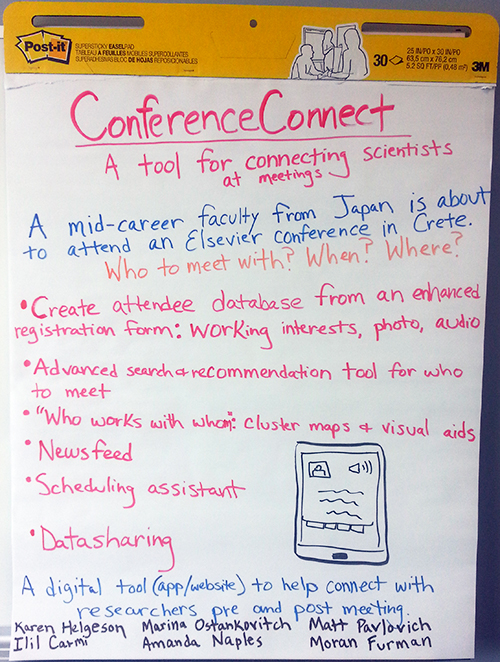 Post-it
SUPERSTICKY EASEL PAD
TABLEAU À FEUILLES MOBILES SUPERCOLLANTES
SUPERADHESIVAS BLOC DE HOJAS REPOSICIONABLES
30
25 IN/PO X 30 IN/PO
63,5 cm x 76,2 cm
5.2 SQ FT/PI² (0,48 m²)
3M
ConferenceConnect
A tool for connecting scientists
at meetings
A mid-career faculty from Japan is about
to attend an Elsevier conference in Crete.
Who to meet with? When? Where?
• Create attendee database from an enhanced
registration form: working interests, photo, audio
• Advanced search & recommendation tool for who
to meet
• "Who works with whom": Cluster maps & visual aids
• Newsfeed
• Scheduling assistant
• Datasharing
A digital tool (app/website) to help connect with
researchers pre and post meeting.
Karen Helgeson Marina Ostankovitch Matt Pavlovich
Ilil Carmi Amanda Naples Moran Furman